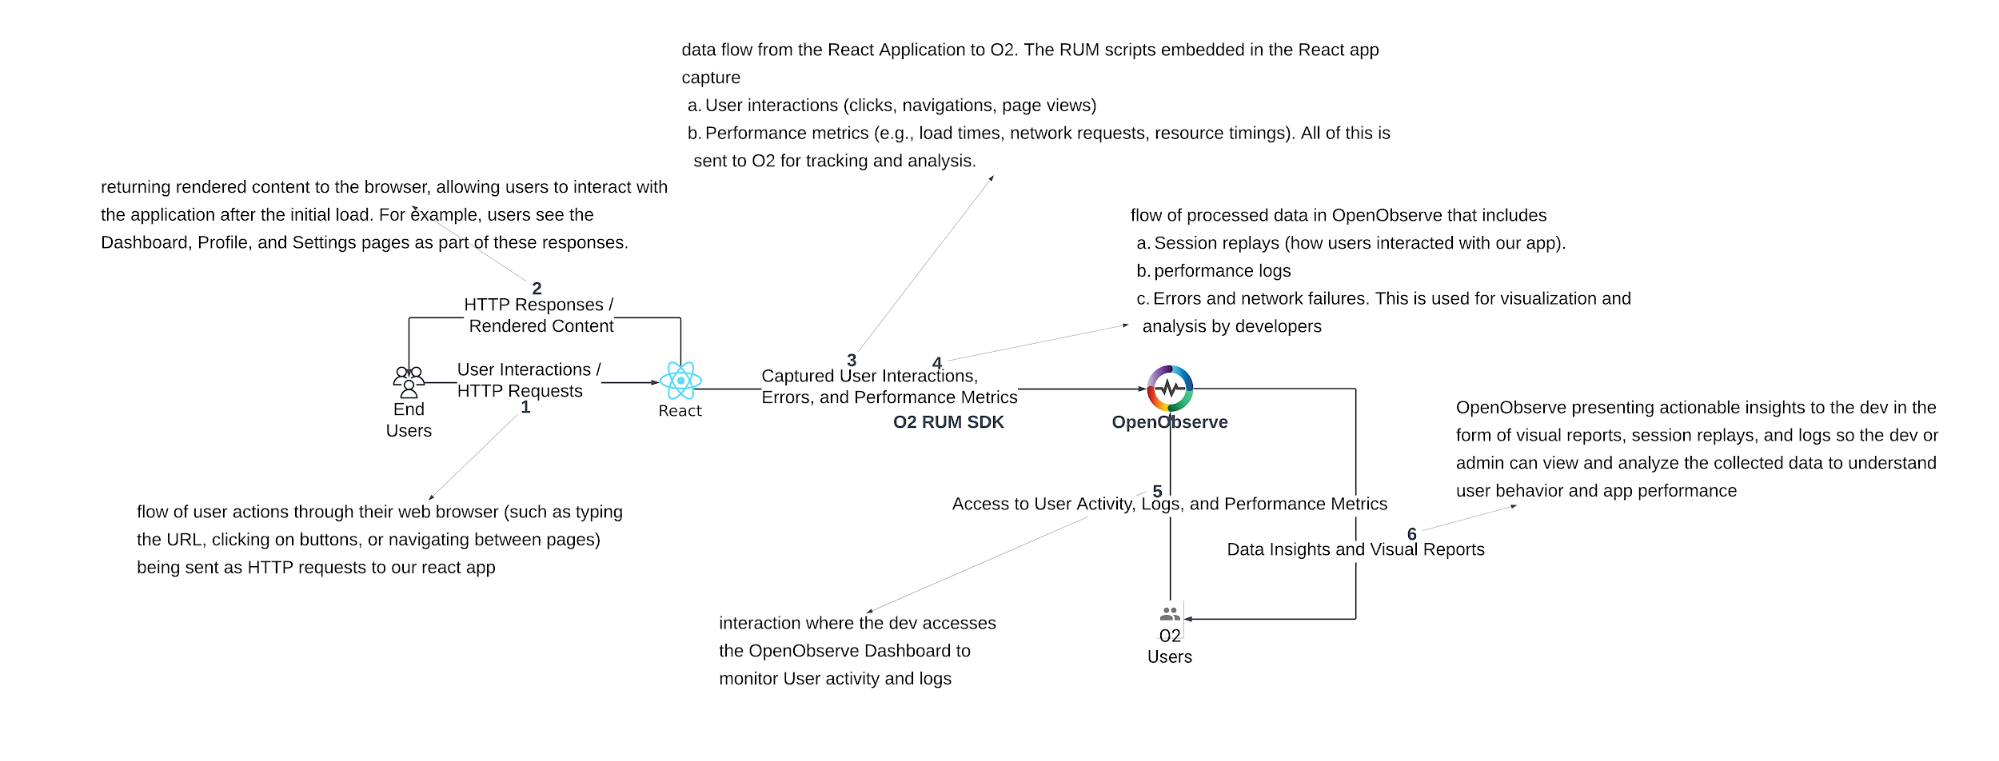 data flow from the React Application to O2. The RUM scripts embedded in the React app
capture
a. User interactions (clicks, navigations, page views)
b. Performance metrics (e.g., load times, network requests, resource timings). All of this is
sent to O2 for tracking and analysis.
returning rendered content to the browser, allowing users to interact with
the application after the initial load. For example, users see the
Dashboard, Profile, and Settings pages as part of these responses.
flow of processed data in OpenObserve that includes
a. Session replays (how users interacted with our app).
b. performance logs
c. Errors and network failures. This is used for visualization and
analysis by developers
2
HTTP Responses /
Rendered Content
User Interactions /
HTTP Requests
1
End
Users
React
3
4
Captured User Interactions,
Errors, and Performance Metrics
O2 RUM SDK
OpenObserve
OpenObserve presenting actionable insights to the dev in the
form of visual reports, session replays, and logs so the dev or
admin can view and analyze the collected data to understand
user behavior and app performance
5
Access to User Activity, Logs, and Performance Metrics
6
Data Insights and Visual Reports
flow of user actions through their web browser (such as typing
the URL, clicking on buttons, or navigating between pages)
being sent as HTTP requests to our react app
interaction where the dev accesses
the OpenObserve Dashboard to
monitor User activity and logs
O2
Users